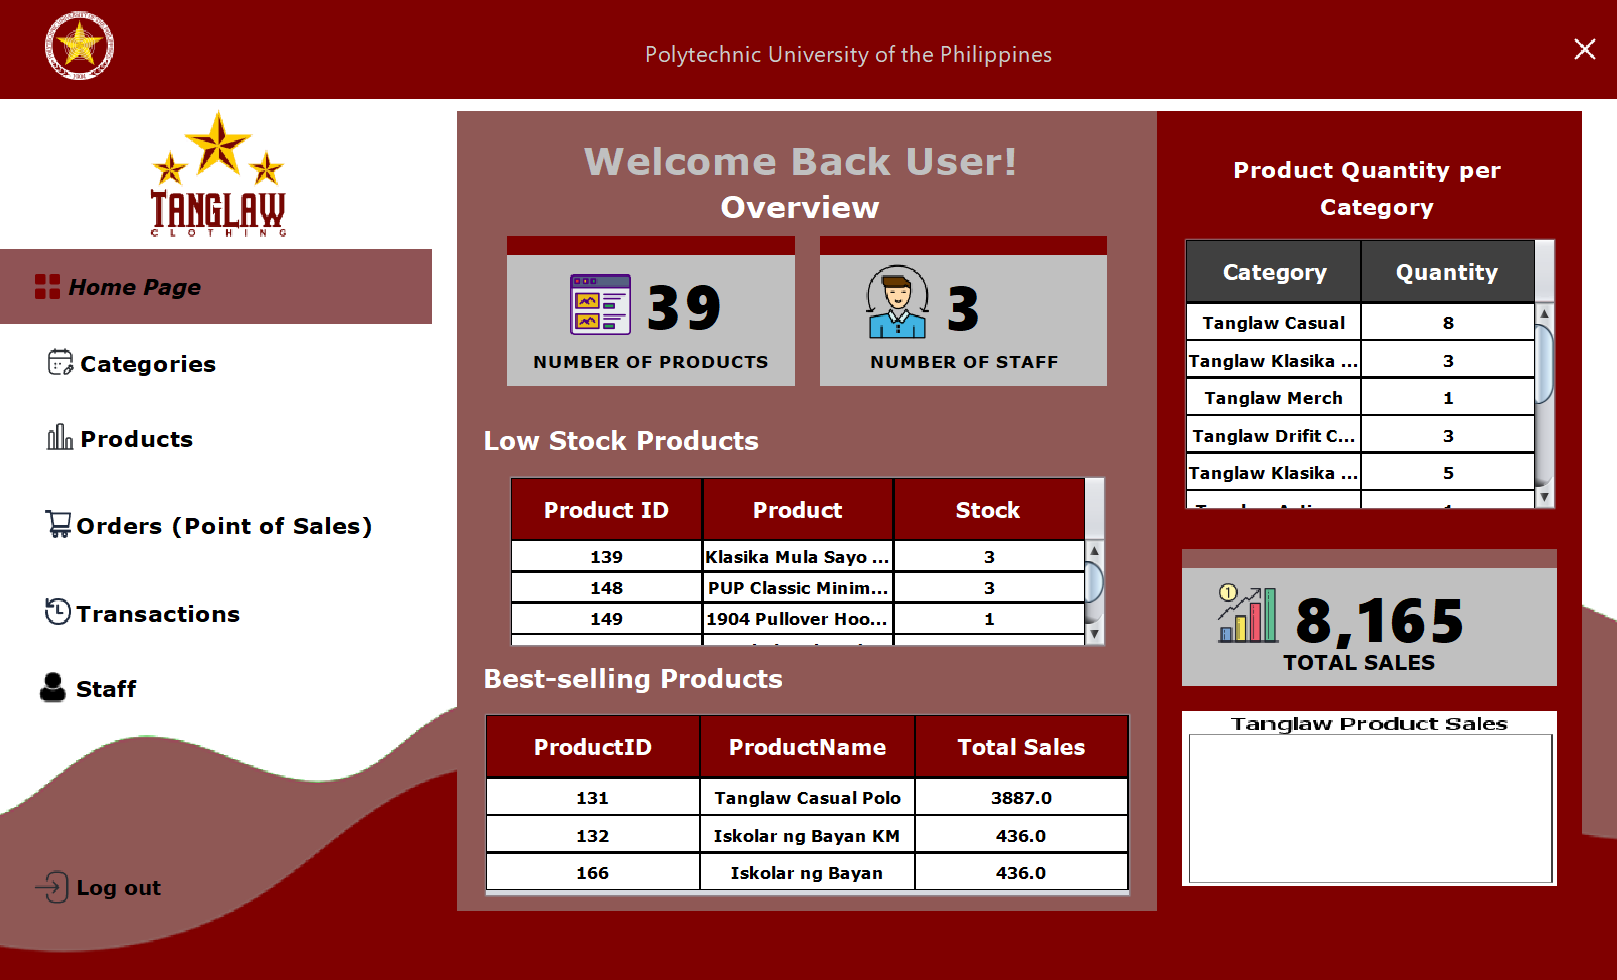 Polytechnic University of the Philippines
TANGLAW
CLOTHING
Home Page
Categories
Products
Orders (Point of Sales)
Transactions
Staff
Log out
Welcome Back User!
Overview
39
NUMBER OF PRODUCTS
3
NUMBER OF STAFF
Low Stock Products
Product ID Product Stock
139 Klasika Mula Sayo ... 3
148 PUP Classic Minim... 3
149 1904 Pullover Hoo... 1
Best-selling Products
ProductID ProductName Total Sales
131 Tanglaw Casual Polo 3887.0
132 Iskolar ng Bayan KM 436.0
166 Iskolar ng Bayan 436.0
Product Quantity per
Category
Category Quantity
Tanglaw Casual 8
Tanglaw Klasika ... 3
Tanglaw Merch 1
Tanglaw Drifit C... 3
Tanglaw Klasika ... 5
1
8,165
TOTAL SALES
Tanglaw Product Sales